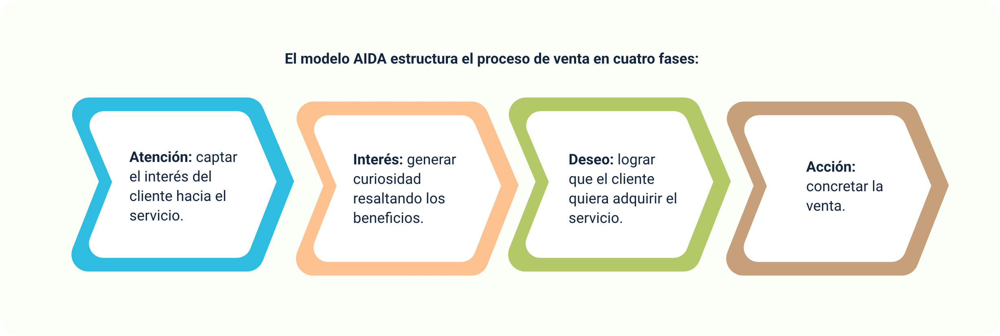 El modelo AIDA estructura el proceso de venta en cuatro fases:
Atención: captar
el interés del
cliente hacia el
servicio.
Interés: generar
curiosidad
resaltando los
beneficios.
Deseo: lograr
que el cliente
quiera adquirir el
servicio.
Acción:
concretar la
venta.